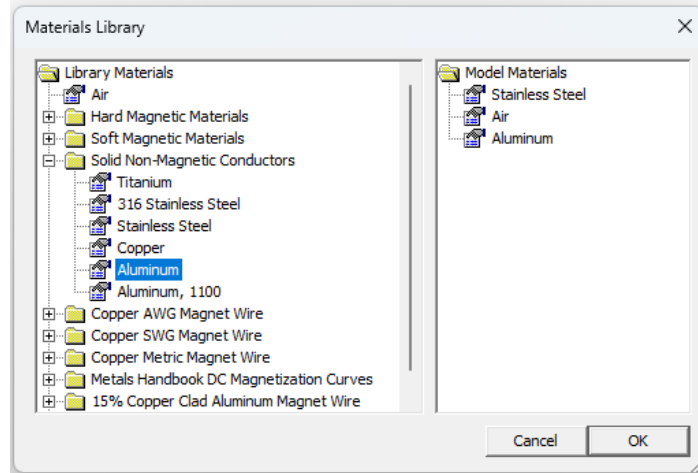 Materials Library
Library Materials
Air
Hard Magnetic Materials
Soft Magnetic Materials
Solid Non-Magnetic Conductors
Titanium
316 Stainless Steel
Stainless Steel
Copper
Aluminum
Aluminum, 1100
Copper AWG Magnet Wire
Copper SWG Magnet Wire
Copper Metric Magnet Wire
Metals Handbook DC Magnetization Curves
15% Copper Clad Aluminum Magnet Wire
Model Materials
Stainless Steel
Air
Aluminum
Cancel
OK